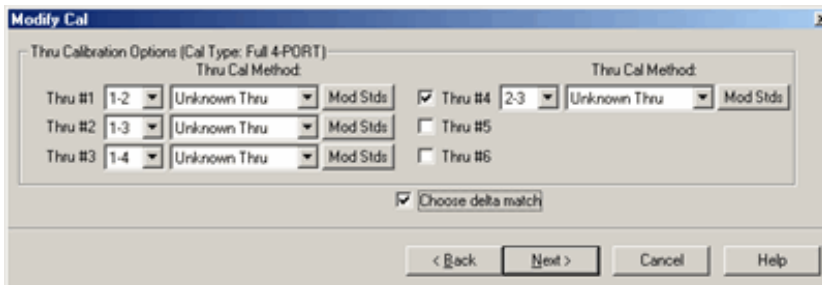 Modify Cal
Thru Calibration Options (Cal Type: Full 4-PORT)
Thru Cal Method:
Thru Cal Method:
Thru #1 1-2 Unknown Thru Mod Stds
Thru #4 2-3 Unknown Thru Mod Stds
Thru #2 1-3 Unknown Thru Mod Stds
Thru #5
Thru #3 1-4 Unknown Thru Mod Stds
Thru #6
Choose delta match
< Back
Next >
Cancel
Help